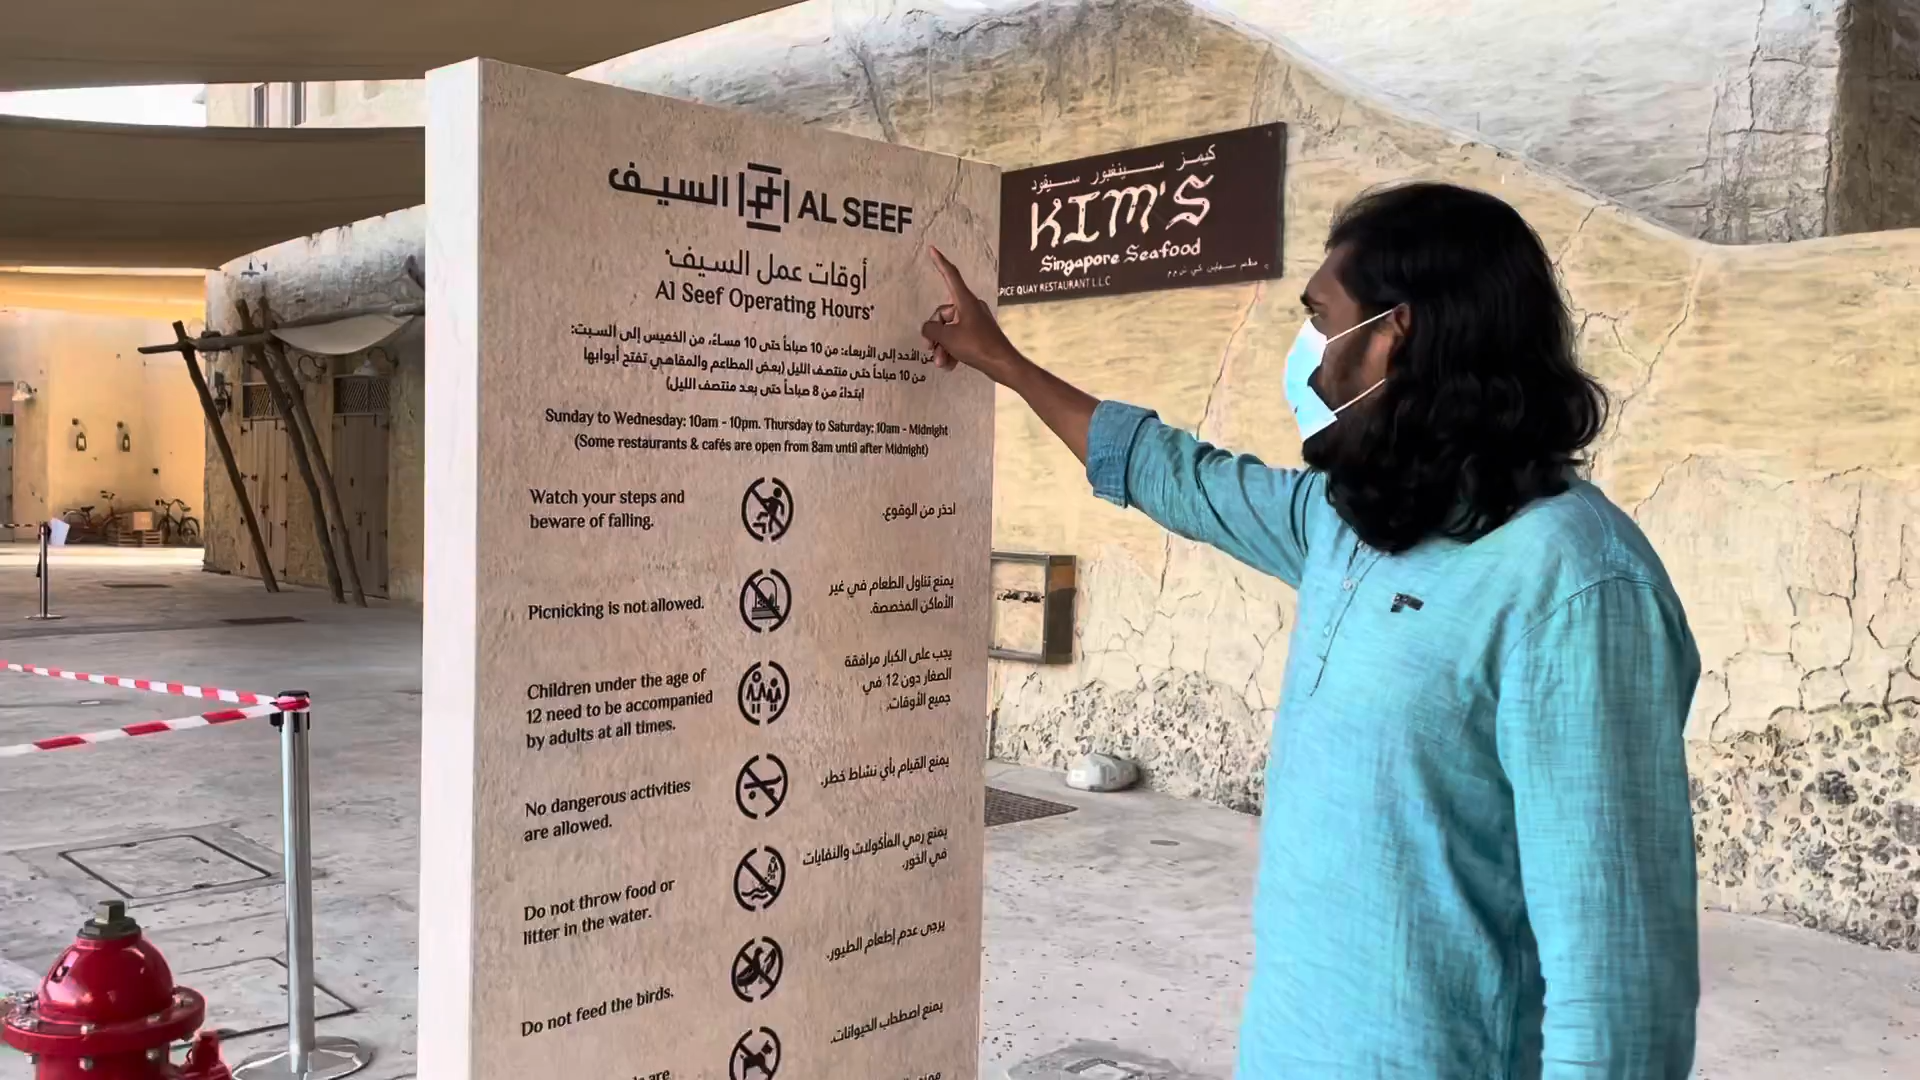 السيف AL SEEF
أوقات عمل السيف*
Al Seef Operating Hours*
من الأحد إلى الأربعاء: من 10 صباحاً حتى 10 مساءً، من الخميس إلى السبت:
من 10 صباحاً حتى منتصف الليل (بعض المطاعم والمقاهي تفتح أبوابها
ابتداءً من 8 صباحاً حتى بعد منتصف الليل)
Sunday to Wednesday: 10am - 10pm. Thursday to Saturday: 10am - Midnight
(Some restaurants & cafés are open from 8am until after Midnight)
Watch your steps and
beware of falling.
احذر من الوقوع.
Picnicking is not allowed.
يمنع تناول الطعام في غير
الأماكن المخصصة.
Children under the age of
12 need to be accompanied
by adults at all times.
يجب على الكبار مرافقة
الصغار دون 12 في
جميع الأوقات.
No dangerous activities
are allowed.
يمنع القيام بأي نشاط خطر.
Do not throw food or
litter in the water.
يمنع رمي المأكولات والنفايات
في الخور.
Do not feed the birds.
يرجى عدم إطعام الطيور.
يمنع اصطحاب الحيوانات.
are
كيمز سينغبور سيفود
KIM'S
Singapore Seafood
SPICE QUAY RESTAURANT L.L.C